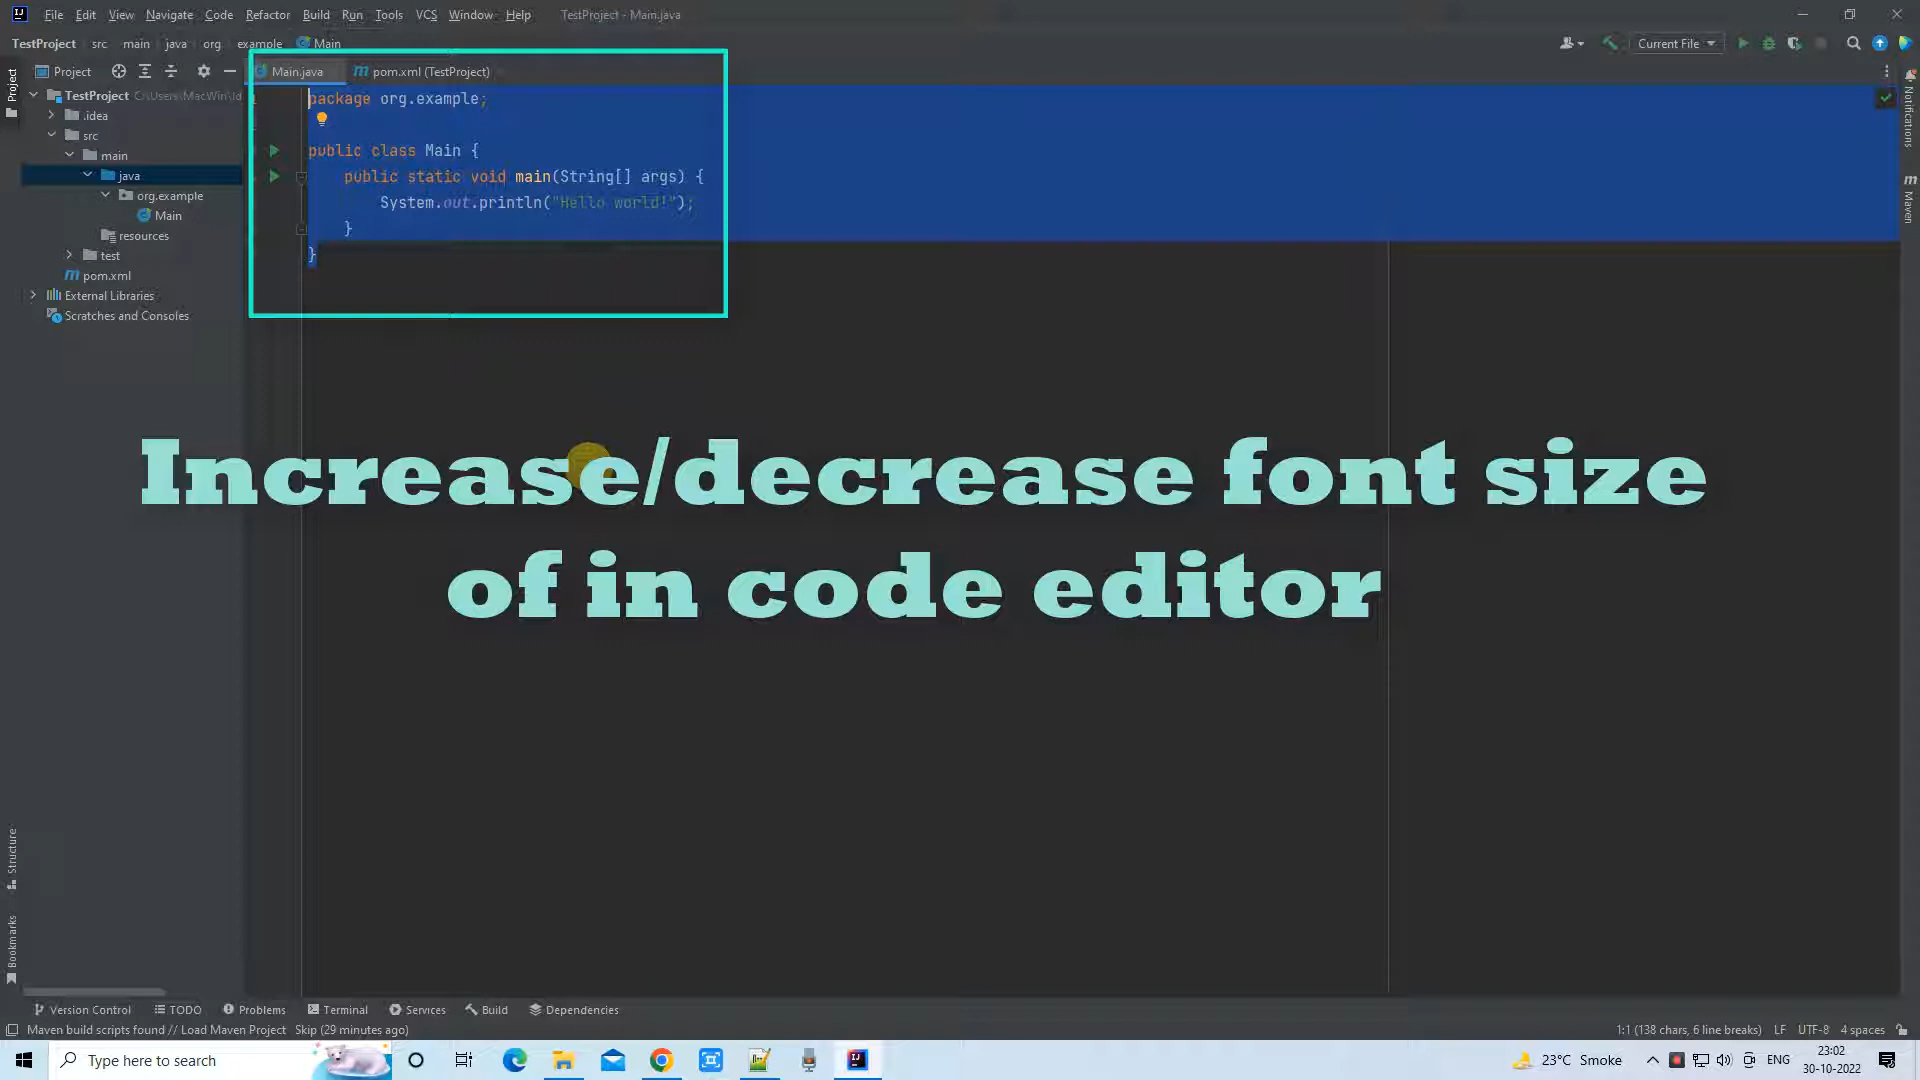 File Edit View Navigate Code Refactor Build Run Tools VCS Window Help TestProject - Main.java
TestProject src main java org example Main
Current File
Project
Main.java
pom.xml (TestProject)
TestProject C:\Users\MacWin\Id
.idea
src
main
java
org.example
Main
resources
test
pom.xml
External Libraries
Scratches and Consoles
Project
Structure
Bookmarks
package org.example;
public class Main {
public static void main(String[] args) {
System.out.println("Hello world!");
}
}
Notifications
Maven
Increase/decrease font size
of in code editor
Version Control TODO Problems Terminal Services Build Dependencies
Maven build scripts found // Load Maven Project Skip (29 minutes ago)
1:1 (138 chars, 6 line breaks) LF UTF-8 4 spaces
Type here to search
23°C Smoke
ENG
23:02
30-10-2022